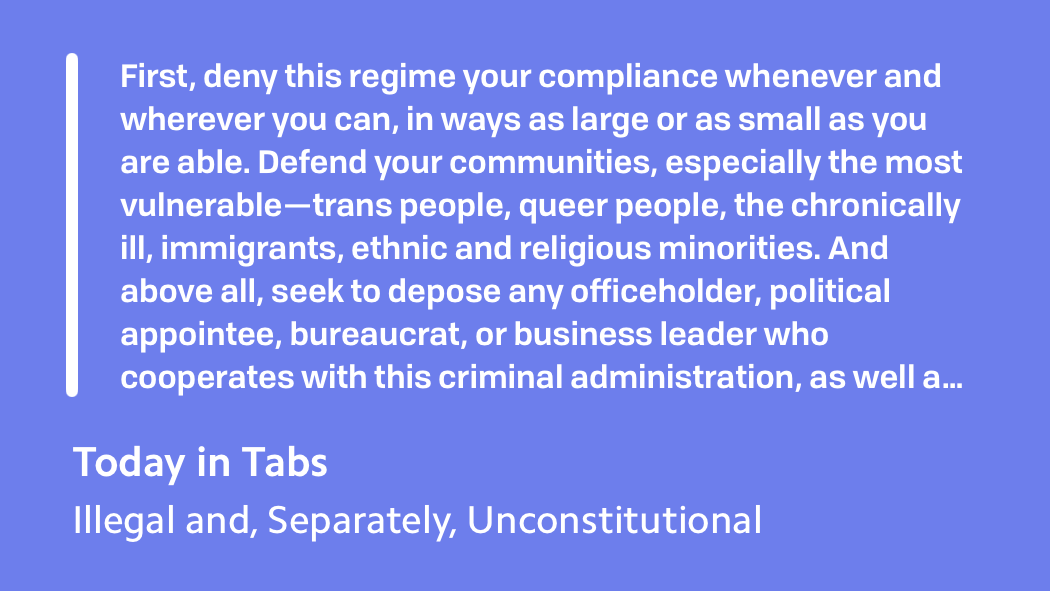 First, deny this regime your compliance whenever and
wherever you can, in ways as large or as small as you
are able. Defend your communities, especially the most
vulnerable—trans people, queer people, the chronically
ill, immigrants, ethnic and religious minorities. And
above all, seek to depose any officeholder, political
appointee, bureaucrat, or business leader who
cooperates with this criminal administration, as well a...
Today in Tabs
Illegal and, Separately, Unconstitutional